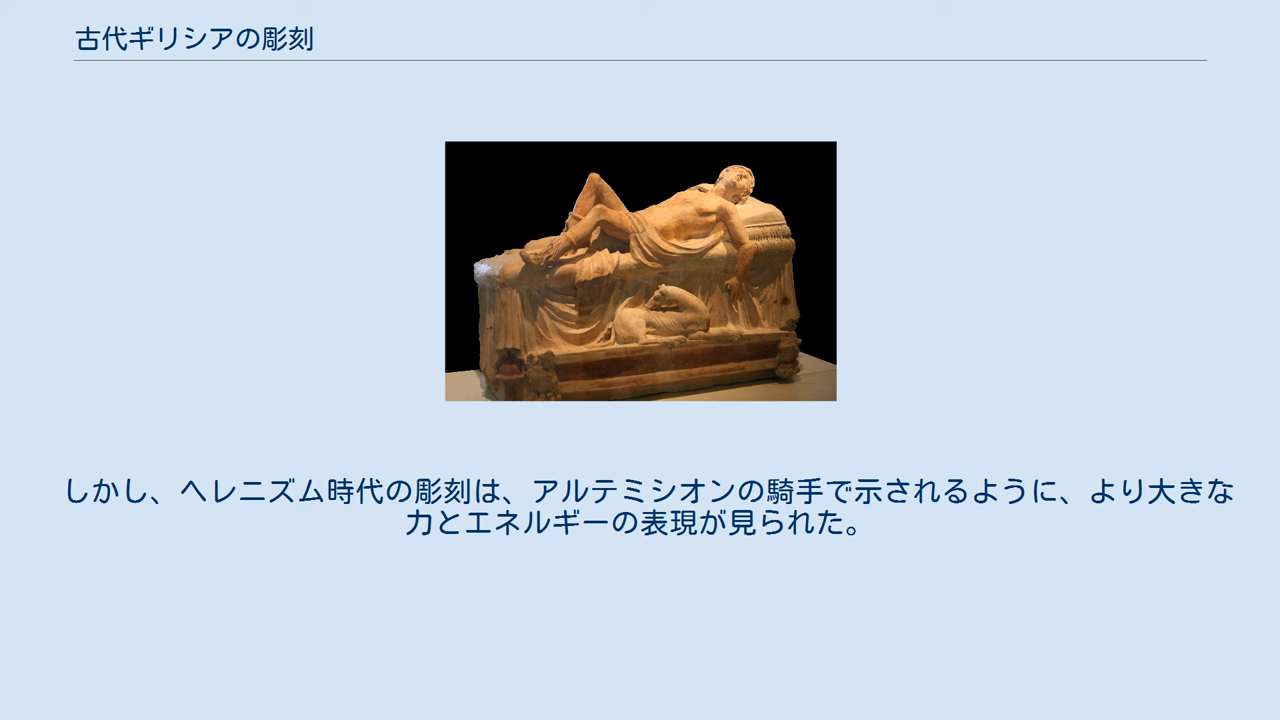 古代ギリシアの彫刻
しかし、ヘレニズム時代の彫刻は、アルテミシオンの騎手で示されるように、より大きな
力とエネルギーの表現が見られた。